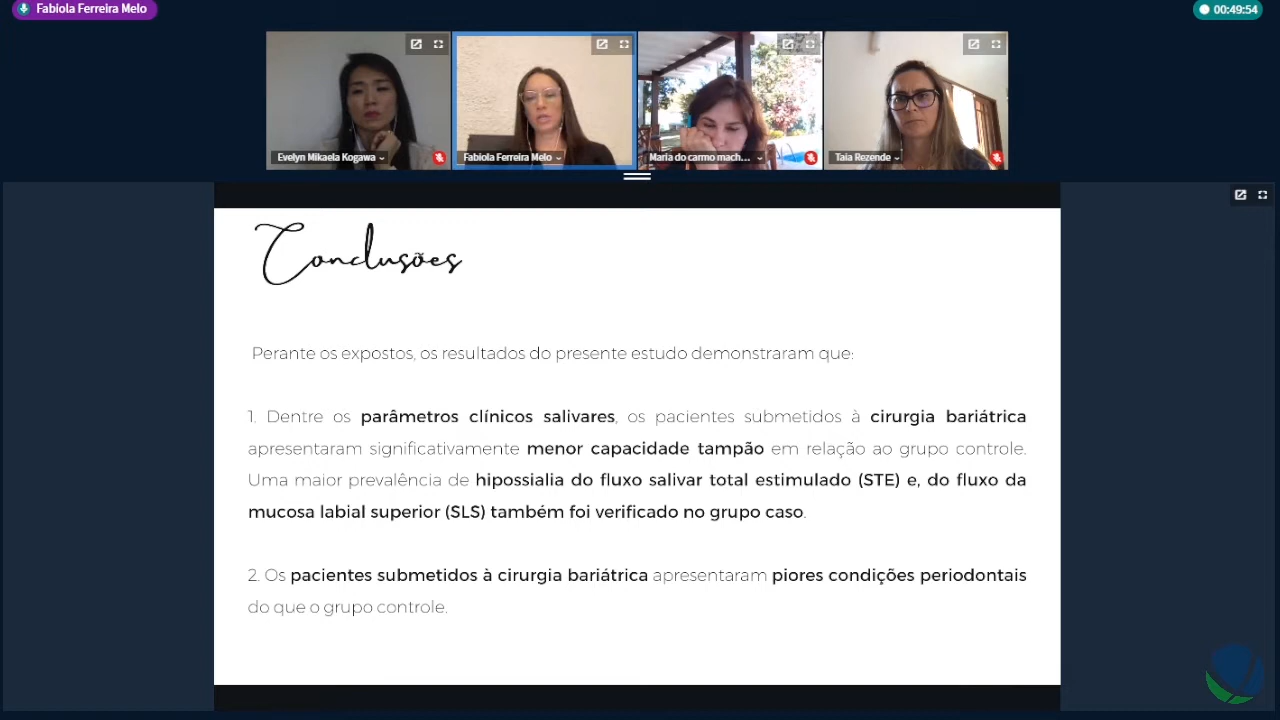 Fabiola Ferreira Melo
00:49:54
Evelyn Mikaela Kogawa
Fabiola Ferreira Melo
Maria do carmo mach...
Taia Rezende
Conclusões
Perante os expostos, os resultados do presente estudo demonstraram que:
1. Dentre os parâmetros clínicos salivares, os pacientes submetidos à cirurgia bariátrica
apresentaram significativamente menor capacidade tampão em relação ao grupo controle.
Uma maior prevalência de hipossialia do fluxo salivar total estimulado (STE) e, do fluxo da
mucosa labial superior (SLS) também foi verificado no grupo caso.
2. Os pacientes submetidos à cirurgia bariátrica apresentaram piores condições periodontais
do que o grupo controle.